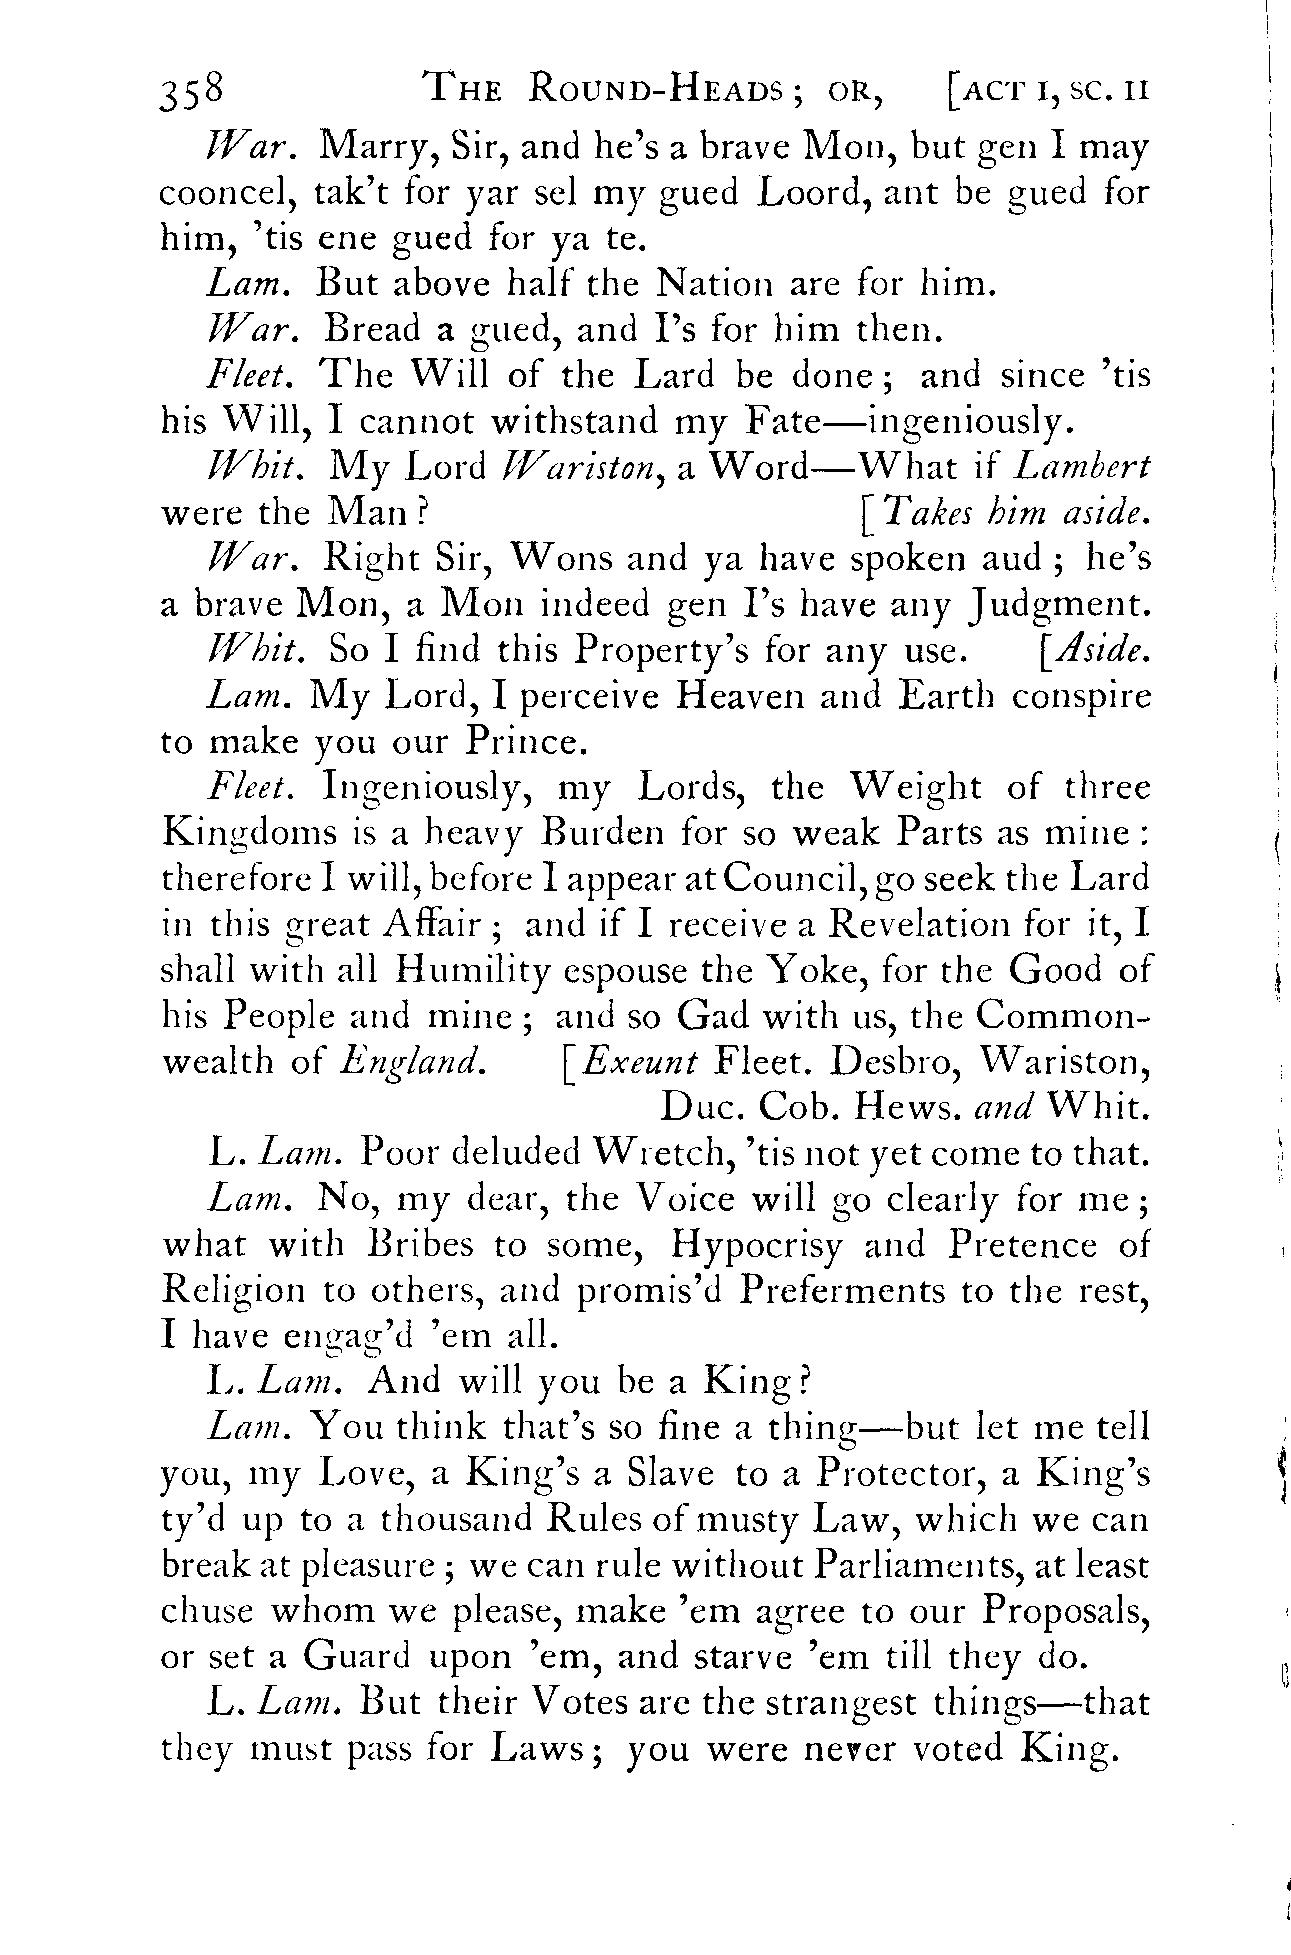 358 THE ROUND-HEADS; OR, [ACT I, SC. II
War. Marry, Sir, and he's a brave Mon, but gen I may
cooncel, tak't for yar sel my gued Loord, ant be gued for
him, 'tis ene gued for ya te.
Lam. But above half the Nation are for him.
War. Bread a gued, and I's for him then.
Fleet. The Will of the Lard be done; and since 'tis
his Will, I cannot withstand my Fate—ingeniously.
Whit. My Lord Wariston, a Word—What if Lambert
were the Man? [Takes him aside.
War. Right Sir, Wons and ya have spoken aud; he's
a brave Mon, a Mon indeed gen I's have any Judgment.
Whit. So I find this Property's for any use. [Aside.
Lam. My Lord, I perceive Heaven and Earth conspire
to make you our Prince.
Fleet. Ingeniously, my Lords, the Weight of three
Kingdoms is a heavy Burden for so weak Parts as mine:
therefore I will, before I appear at Council, go seek the Lard
in this great Affair; and if I receive a Revelation for it, I
shall with all Humility espouse the Yoke, for the Good of
his People and mine; and so Gad with us, the Common-
wealth of England. [Exeunt Fleet. Desbro, Wariston,
Duc. Cob. Hews. and Whit.
L. Lam. Poor deluded Wretch, 'tis not yet come to that.
Lam. No, my dear, the Voice will go clearly for me;
what with Bribes to some, Hypocrisy and Pretence of
Religion to others, and promis'd Preferments to the rest,
I have engag'd 'em all.
L. Lam. And will you be a King?
Lam. You think that's so fine a thing—but let me tell
you, my Love, a King's a Slave to a Protector, a King's
ty'd up to a thousand Rules of musty Law, which we can
break at pleasure; we can rule without Parliaments, at least
chuse whom we please, make 'em agree to our Proposals,
or set a Guard upon 'em, and starve 'em till they do.
L. Lam. But their Votes are the strangest things—that
they must pass for Laws; you were never voted King.